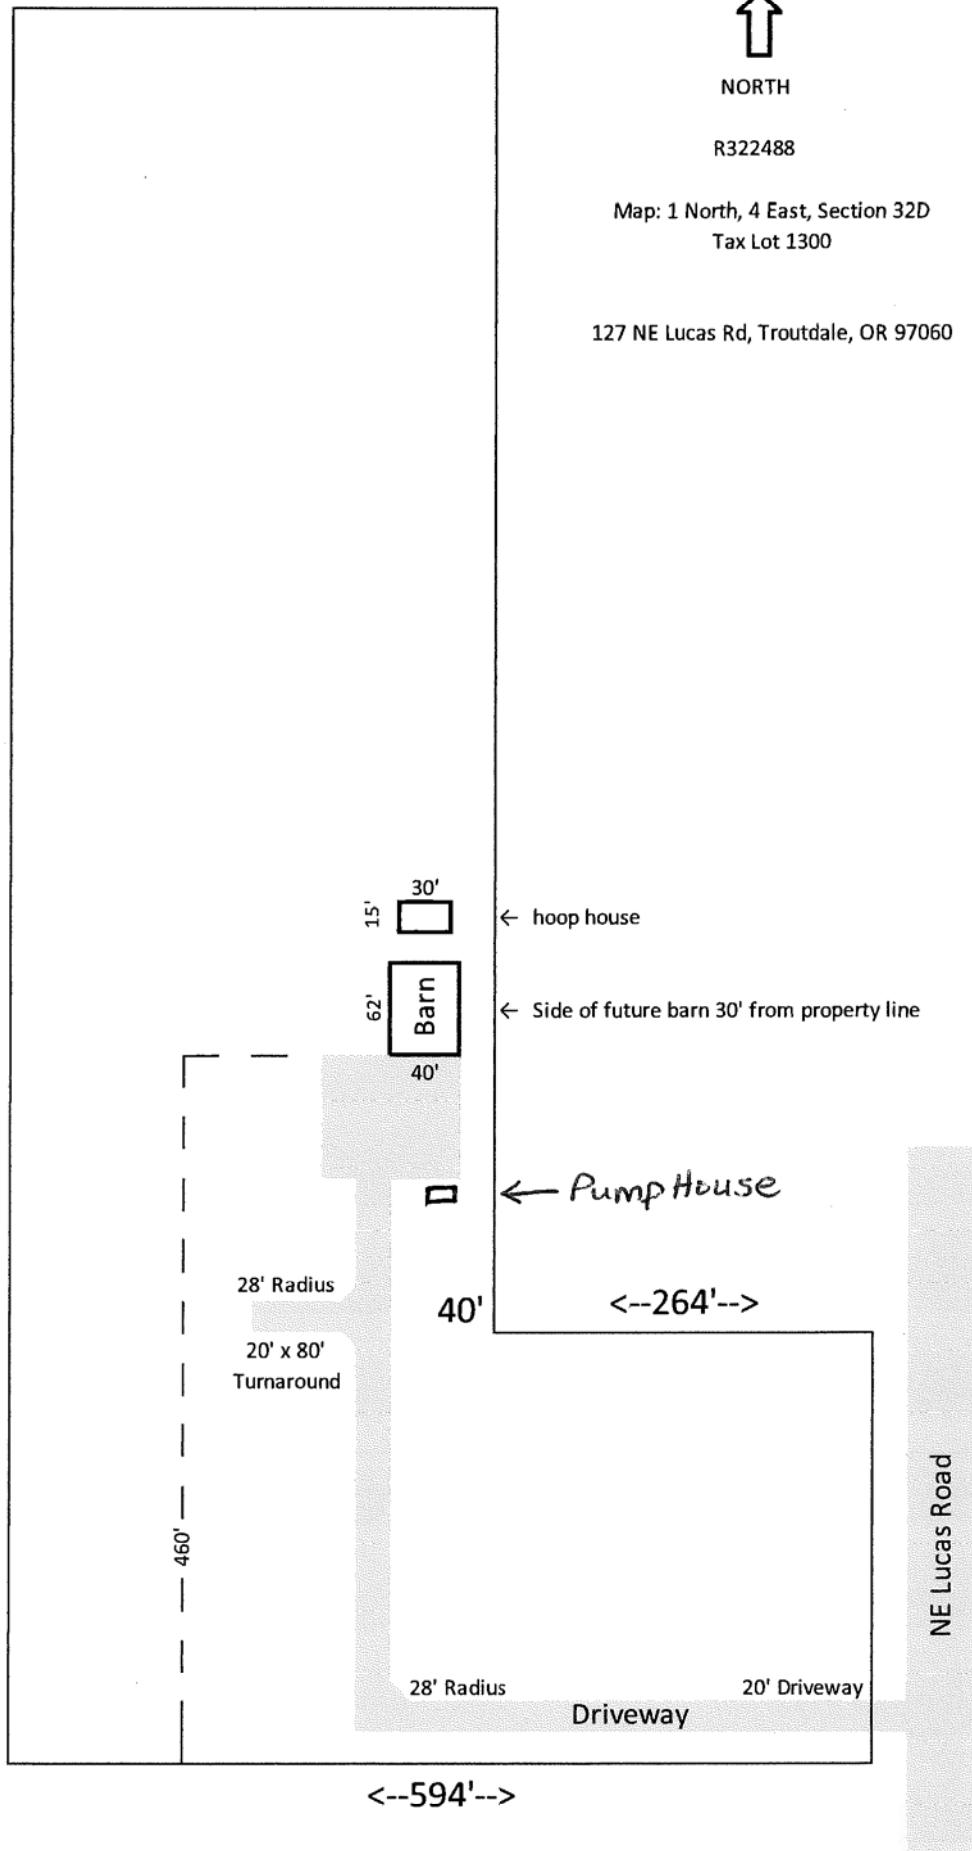 NORTH
R322488
Map: 1 North, 4 East, Section 32D
Tax Lot 1300
127 NE Lucas Rd, Troutdale, OR 97060
30'
15'
← hoop house
62'
Barn
← Side of future barn 30' from property line
40'
← Pump House
28' Radius
40'
<--264'-->
20' x 80'
Turnaround
460'
NE Lucas Road
28' Radius
20' Driveway
Driveway
<--594'-->